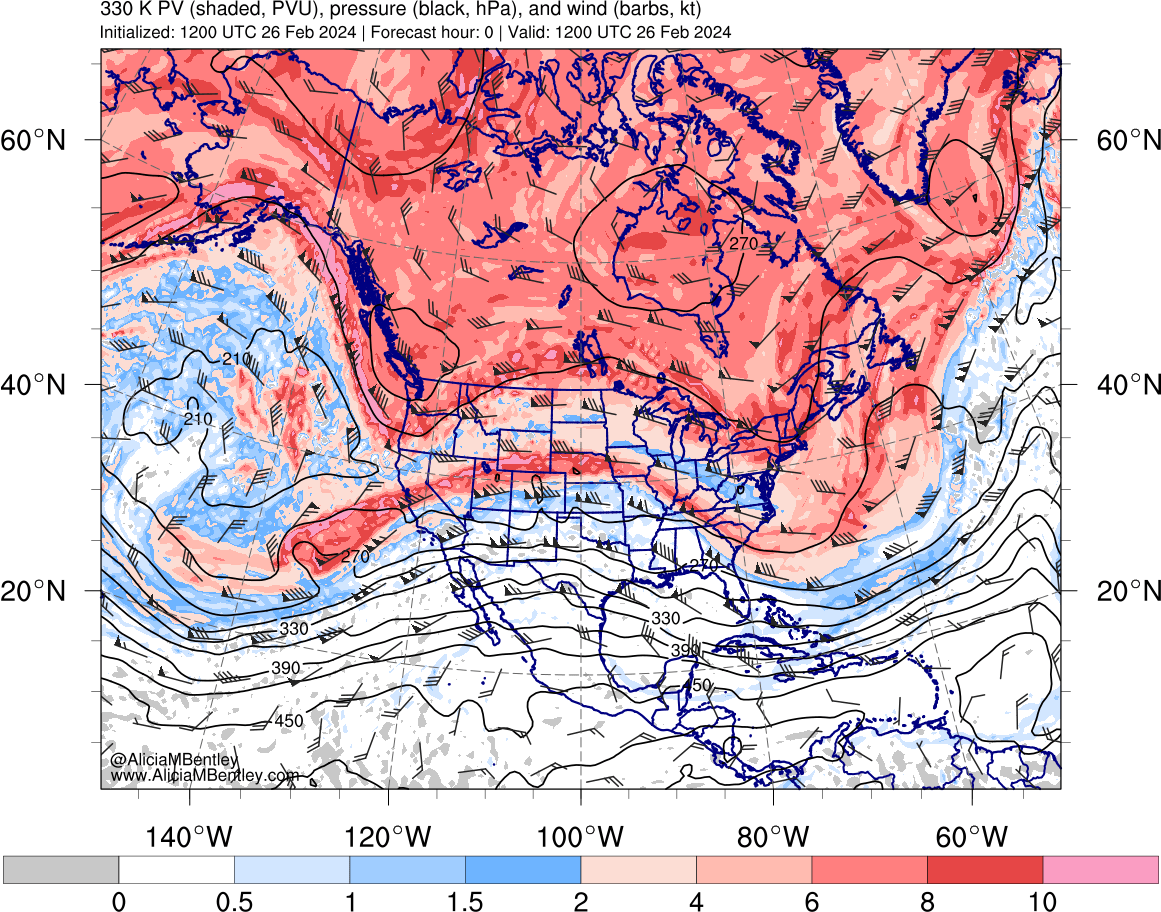 330 K PV (shaded, PVU), pressure (black, hPa), and wind (barbs, kt)
Initialized: 1200 UTC 26 Feb 2024 | Forecast hour: 0 | Valid: 1200 UTC 26 Feb 2024
60°N 60°N
270
210
40°N 40°N
210
270 270
20°N 20°N
330 330
390 390
450 450
@AliciaMBentley
www.AliciaMBentley.com
140°W 120°W 100°W 80°W 60°W
0 0.5 1 1.5 2 4 6 8 10